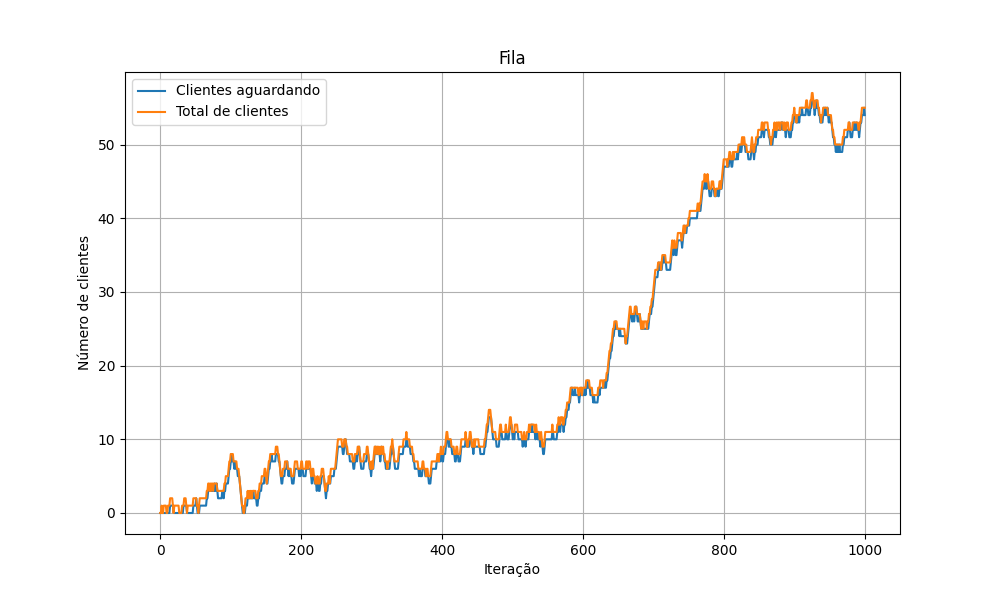 Fila
Clientes aguardando
Total de clientes
Número de clientes
50
40
30
20
10
0
0 200 400 600 800 1000
Iteração